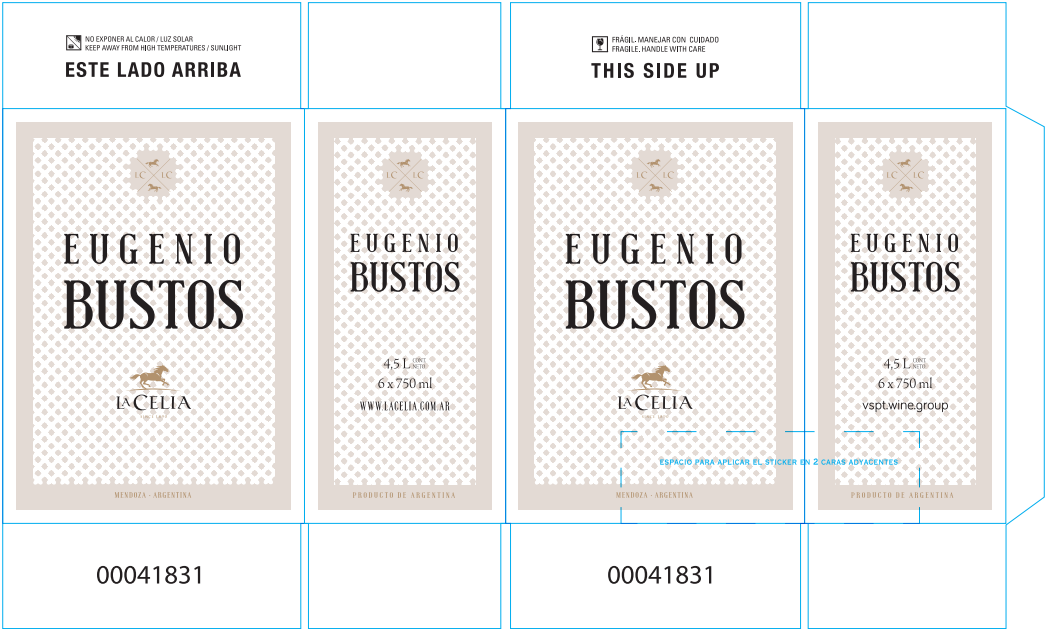 NO EXPONER AL CALOR / LUZ SOLAR
KEEP AWAY FROM HIGH TEMPERATURES / SUNLIGHT
ESTE LADO ARRIBA
FRÁGIL. MANEJAR CON CUIDADO
FRAGILE, HANDLE WITH CARE
THIS SIDE UP
LC LC
EUGENIO
BUSTOS
LA CELIA
SINCE 1890
MENDOZA - ARGENTINA
LC LC
EUGENIO
BUSTOS
4,5 L CONT. NETO.
6 x 750 ml
WWW.LACELIA.COM.AR
PRODUCTO DE ARGENTINA
LC LC
EUGENIO
BUSTOS
LA CELIA
SINCE 1890
MENDOZA - ARGENTINA
LC LC
EUGENIO
BUSTOS
4,5 L CONT. NETO.
6 x 750 ml
vspt.wine.group
ESPACIO PARA APLICAR EL STICKER EN 2 CARAS ADYACENTES
PRODUCTO DE ARGENTINA
00041831
00041831